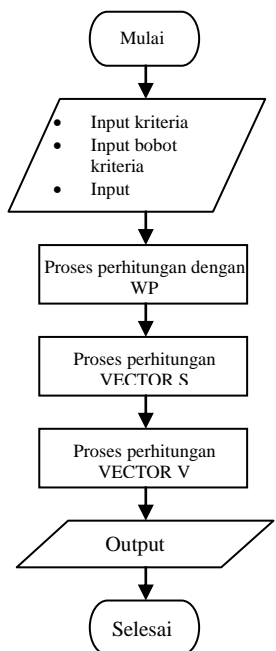 Mulai
• Input kriteria
• Input bobot
kriteria
• Input
Proses perhitungan dengan
WP
Proses perhitungan
VECTOR S
Proses perhitungan
VECTOR V
Output
Selesai